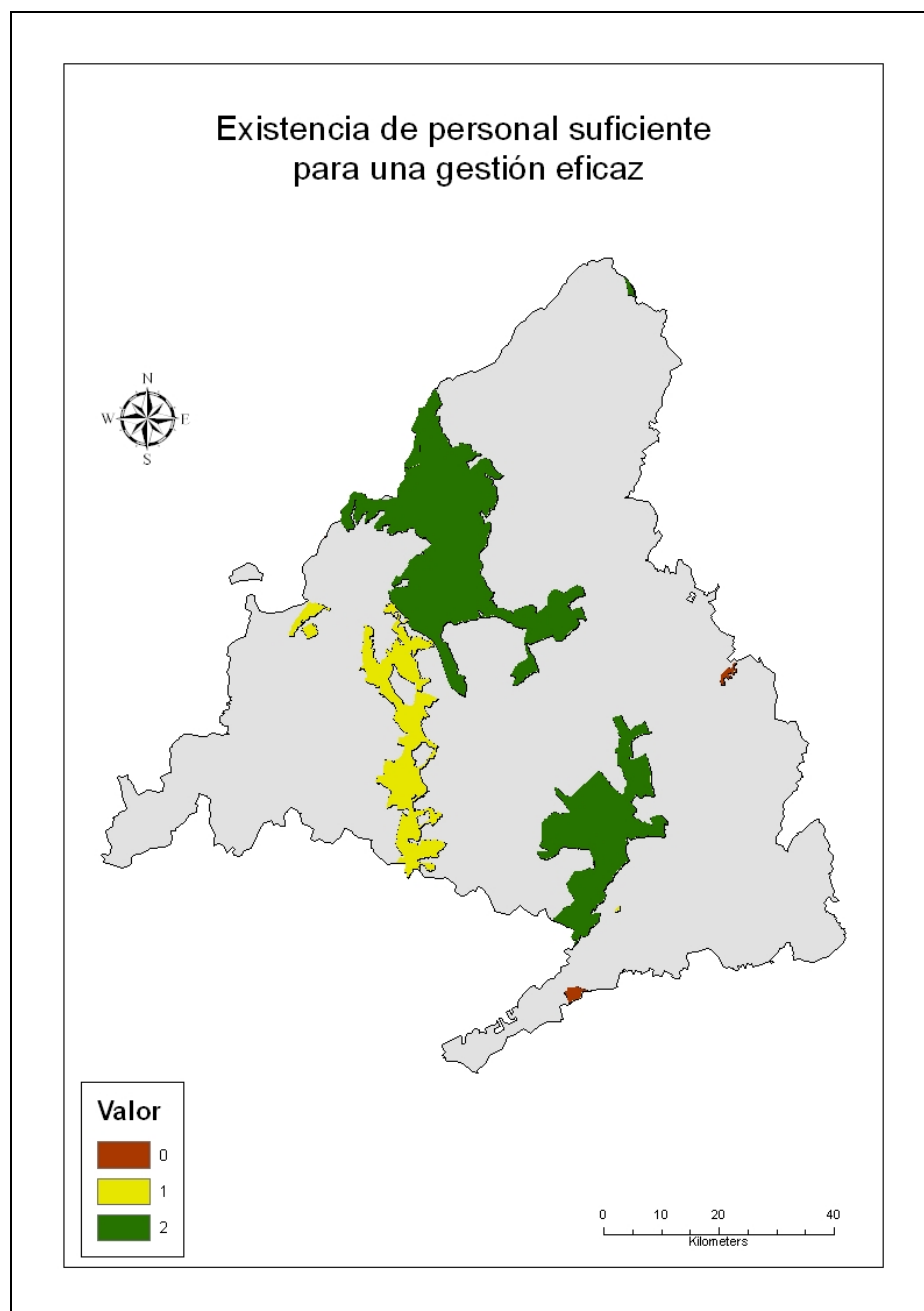 Existencia de personal suficiente
para una gestión eficaz
N
W E
S
Valor
0
1
2
0 10 20 40
Kilometers